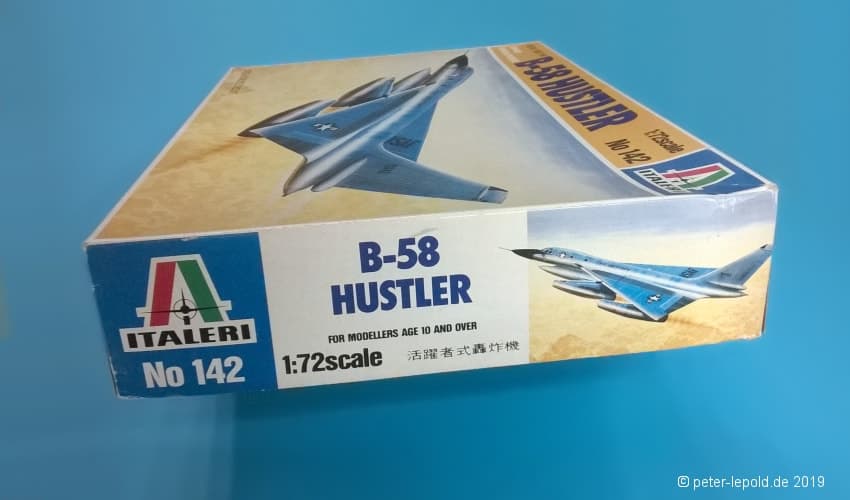 B-58 HUSTLER
1:72scale
No 142
ITALERI
ITALERI
No 142
B-58
HUSTLER
FOR MODELLERS AGE 10 AND OVER
1:72scale
活躍者式轟炸機
USAF
© peter-lepold.de 2019